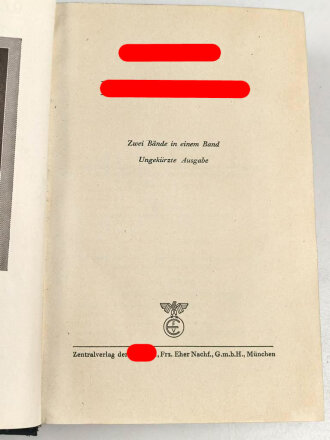 Zwei Bände in einem Band
Ungekürzte Ausgabe
Zentralverlag der , Frz. Eher Nachf., G.m.b.H., München